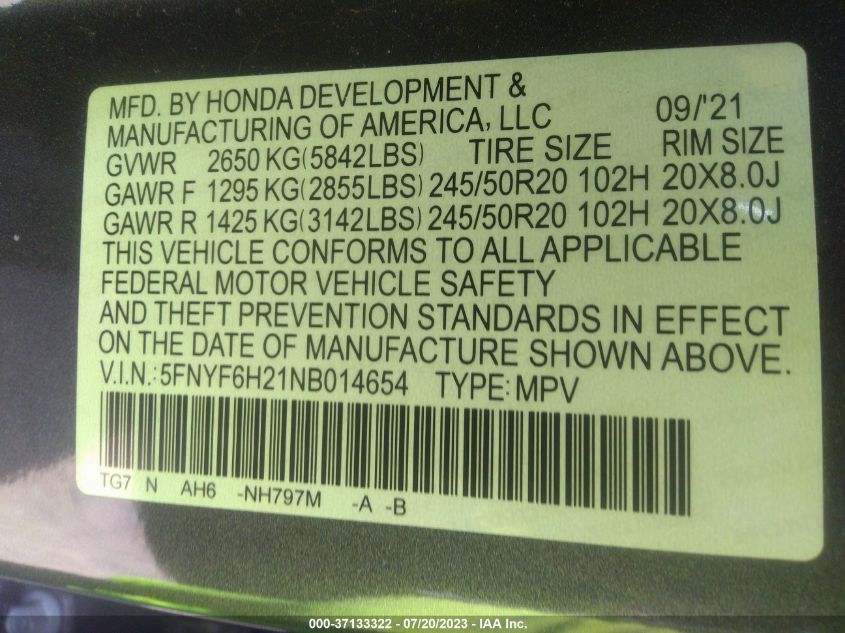 MFD. BY HONDA DEVELOPMENT &
MANUFACTURING OF AMERICA, LLC 09/'21
GVWR 2650 KG(5842LBS) TIRE SIZE RIM SIZE
GAWR F 1295 KG(2855LBS) 245/50R20 102H 20X8.0J
GAWR R 1425 KG(3142LBS) 245/50R20 102H 20X8.0J
THIS VEHICLE CONFORMS TO ALL APPLICABLE
FEDERAL MOTOR VEHICLE SAFETY
AND THEFT PREVENTION STANDARDS IN EFFECT
ON THE DATE OF MANUFACTURE SHOWN ABOVE.
V.I.N.: 5FNYF6H21NB014654 TYPE: MPV
TG7 N AH6 -NH797M -A -B
000-37133322 / 07/20/2023 - IAA Inc.